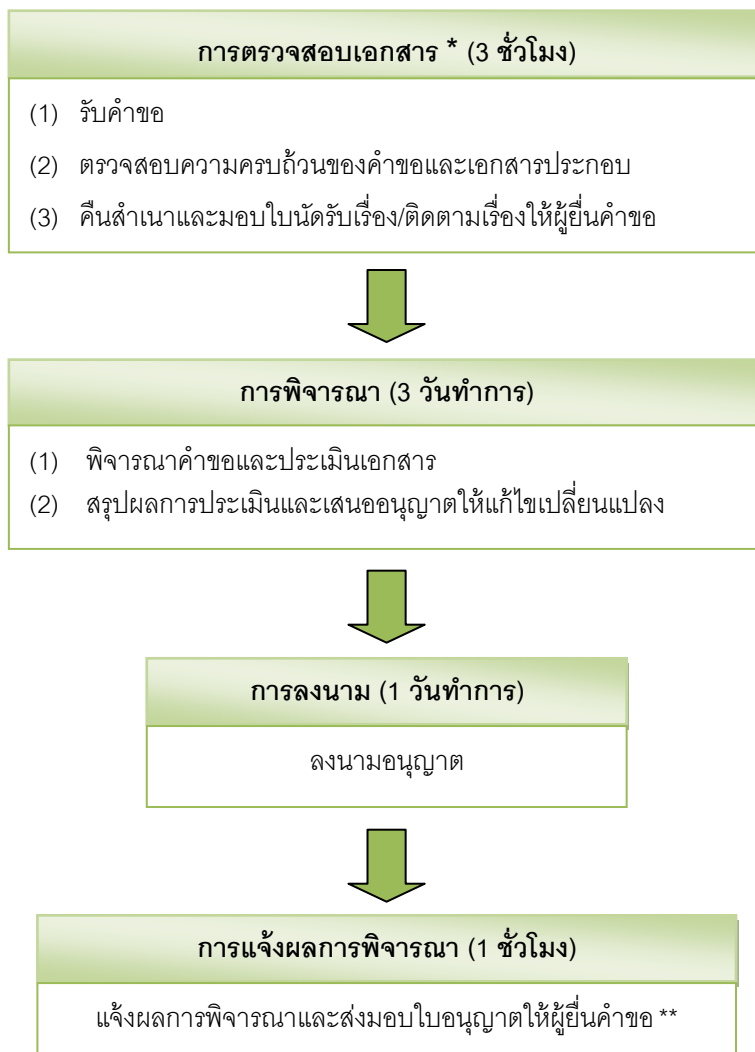 การตรวจสอบเอกสาร * (3 ชั่วโมง)
(1) รับคำขอ
(2) ตรวจสอบความครบถ้วนของคำขอและเอกสารประกอบ
(3) คืนสำเนาและมอบใบนัดรับเรื่อง/ติดตามเรื่องให้ผู้ยื่นคำขอ
การพิจารณา (3 วันทำการ)
(1) พิจารณาคำขอและประเมินเอกสาร
(2) สรุปผลการประเมินและเสนออนุญาตให้แก้ไขเปลี่ยนแปลง
การลงนาม (1 วันทำการ)
ลงนามอนุญาต
การแจ้งผลการพิจารณา (1 ชั่วโมง)
แจ้งผลการพิจารณาและส่งมอบใบอนุญาตให้ผู้ยื่นคำขอ **